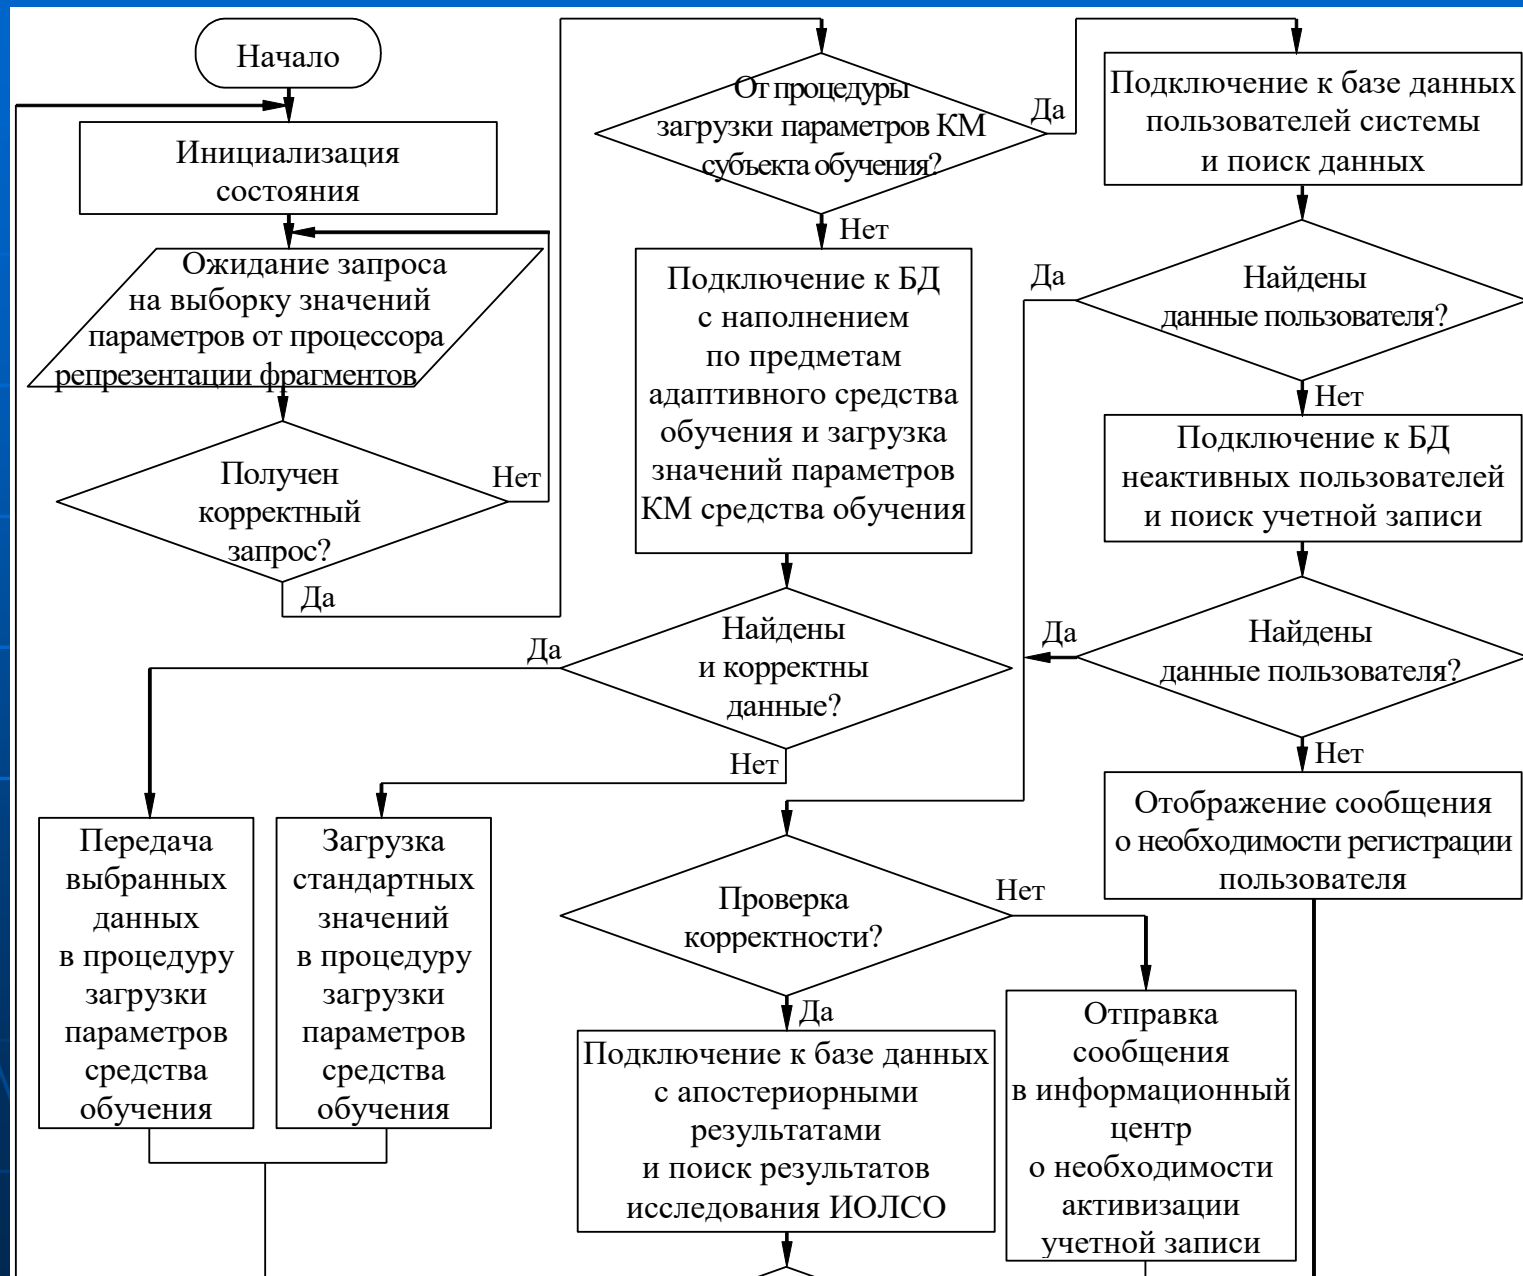 Начало
Инициализация
состояния
Ожидание запроса
на выборку значений
параметров от процессора
репрезентации фрагментов
Получен
корректный
запрос?
Нет
Да
От процедуры
загрузки параметров КМ
субъекта обучения?
Да
Нет
Подключение к БД
с наполнением
по предметам
адаптивного средства
обучения и загрузка
значений параметров
КМ средства обучения
Найдены
и корректны
данные?
Да
Нет
Передача
выбранных
данных
в процедуру
загрузки
параметров
средства
обучения
Загрузка
стандартных
значений
в процедуру
загрузки
параметров
средства
обучения
Подключение к базе данных
пользователей системы
и поиск данных
Найдены
данные пользователя?
Да
Нет
Подключение к БД
неактивных пользователей
и поиск учетной записи
Найдены
данные пользователя?
Да
Нет
Отображение сообщения
о необходимости регистрации
пользователя
Проверка
корректности?
Нет
Да
Подключение к базе данных
с апостериорными
результатами
и поиск результатов
исследования ИОЛСО
Отправка
сообщения
в информационный
центр
о необходимости
активизации
учетной записи